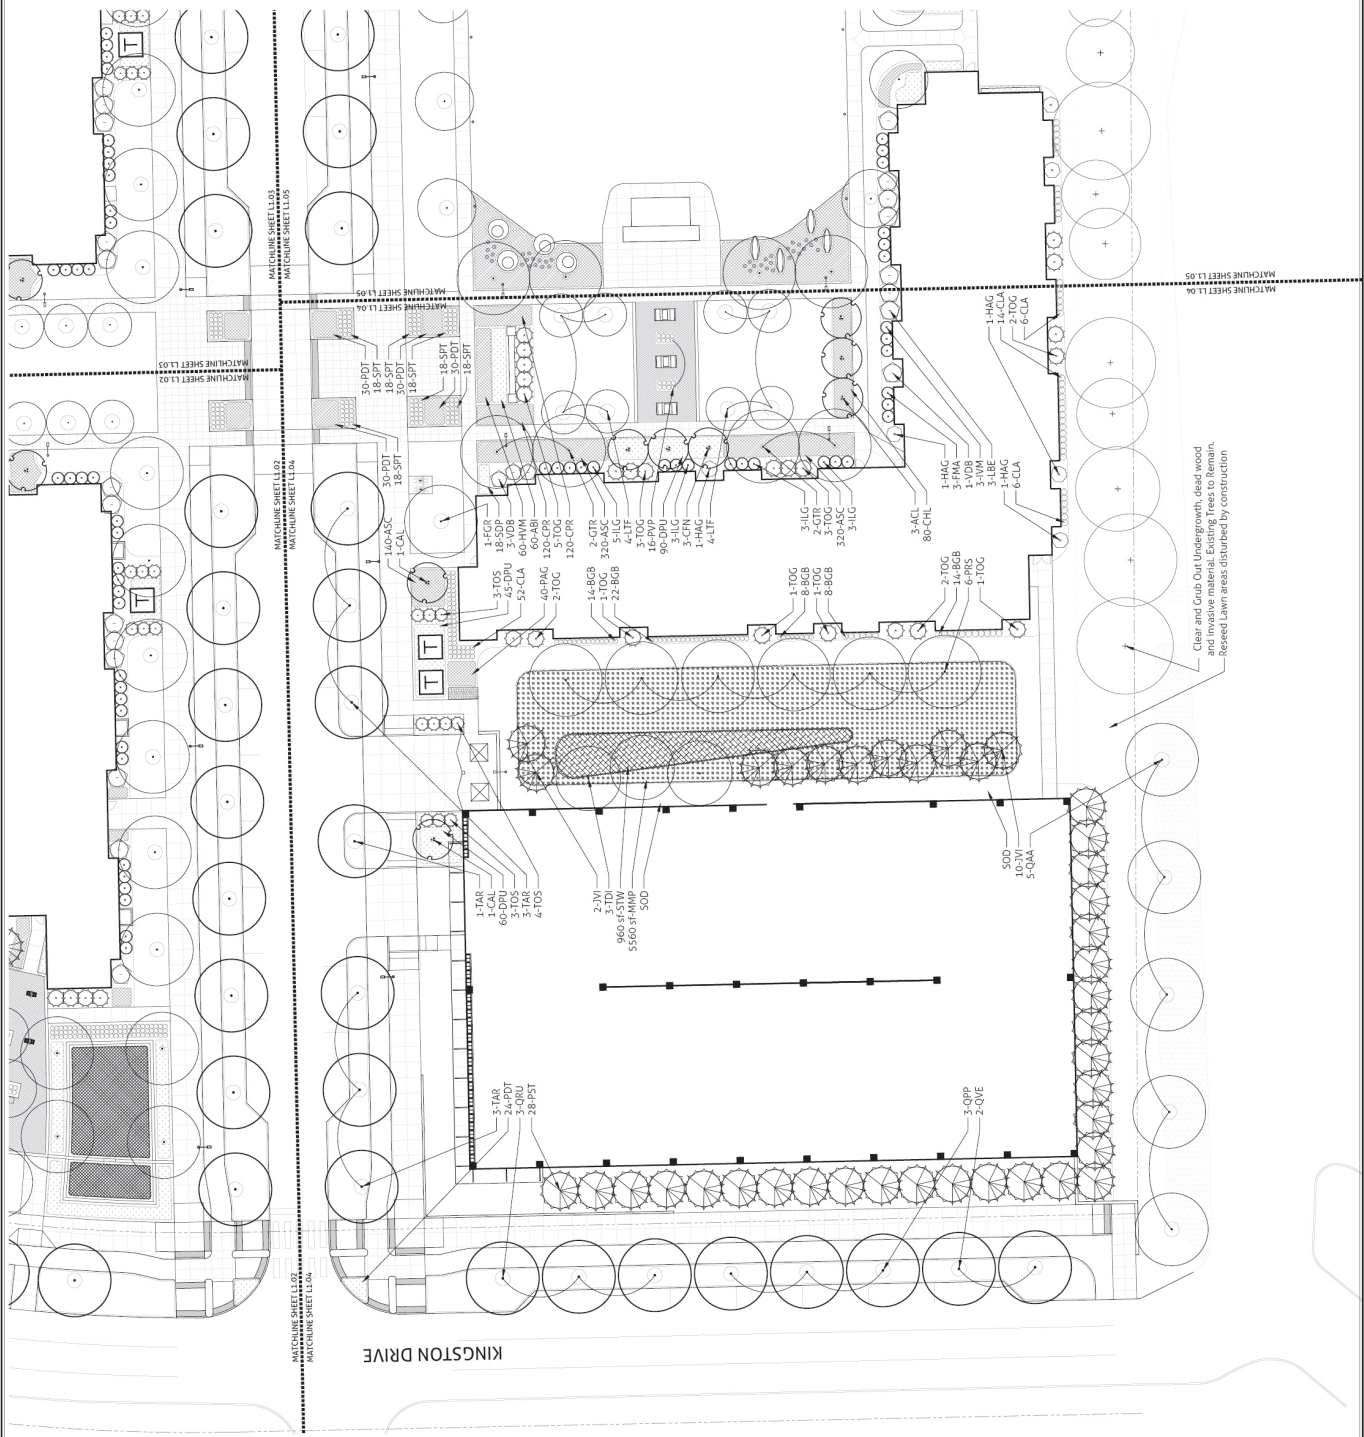 T
MATCHLINE SHEET L1.03
MATCHLINE SHEET L1.05
MATCHLINE SHEET L1.05
MATCHLINE SHEET L1.04
MATCHLINE SHEET L1.05
MATCHLINE SHEET L1.04
MATCHLINE SHEET L1.03
MATCHLINE SHEET L1.02
30-PDT
18-SPT
18-SPT
30-PDT
18-SPT
18-SPT
30-PDT
18-SPT
1-HAG
14-CLA
2-TOG
6-CLA
30-PDT
18-SPT
MATCHLINE SHEET L1.02
MATCHLINE SHEET L1.04
140-ASC
1-CAL
1-FGR
18-SDP
3-VDB
60-HVM
60-ABI
120-CPR
5-TOG
120-CPR
2-GTR
320-ASC
5-ILG
4-LTF
3-TOG
16-PVP
90-DPU
3-ILG
3-CFN
1-HAG
4-LTF
3-ILG
2-GTR
3-TOG
320-ASC
3-ILG
3-ACL
80-CHL
1-HAG
3-FMA
1-VDB
3-IVM
3-LBE
1-HAG
6-CLA
T
3-TOS
45-DPU
52-CLA
40-PAG
2-TOG
14-BGB
1-TOG
22-BGB
1-TOG
8-BGB
1-TOG
8-BGB
2-TOG
14-BGB
6-PRS
1-TOG
T
T
Clear and Grub Out Undergrowth, dead wood
and invasive material. Existing Trees to Remain.
Reseed Lawn areas disturbed by construction
1-TAR
1-CAL
60-DPU
3-TOS
3-TAR
4-TOS
2-JVI
3-TDI
960 sf-STW
5560 sf-MMP
SOD
SOD
10-JVI
5-QAA
3-TAR
24-PDT
3-QRU
28-PST
3-QPP
2-QVE
MATCHLINE SHEET L1.02
MATCHLINE SHEET L1.04
KINGSTON DRIVE